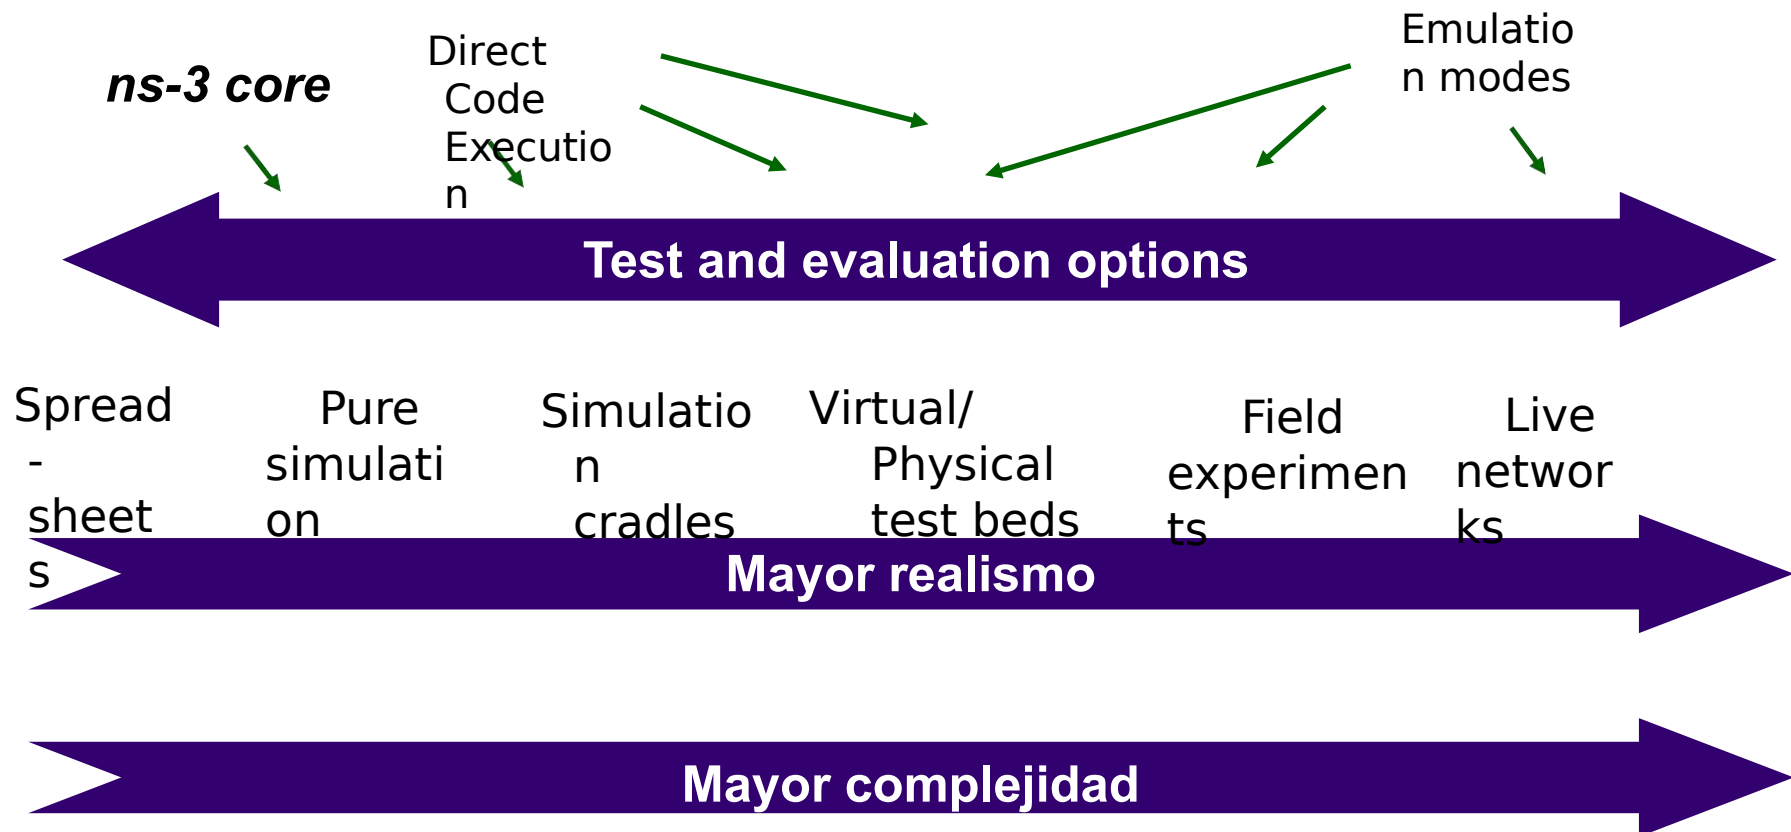 ns-3 core
Direct
Code
Executio
n
Emulatio
n modes
Test and evaluation options
Spread
-
sheet
s
Pure
simulati
on
Simulatio
n
cradles
Virtual/
Physical
test beds
Field
experimen
ts
Live
networ
ks
Mayor realismo
Mayor complejidad